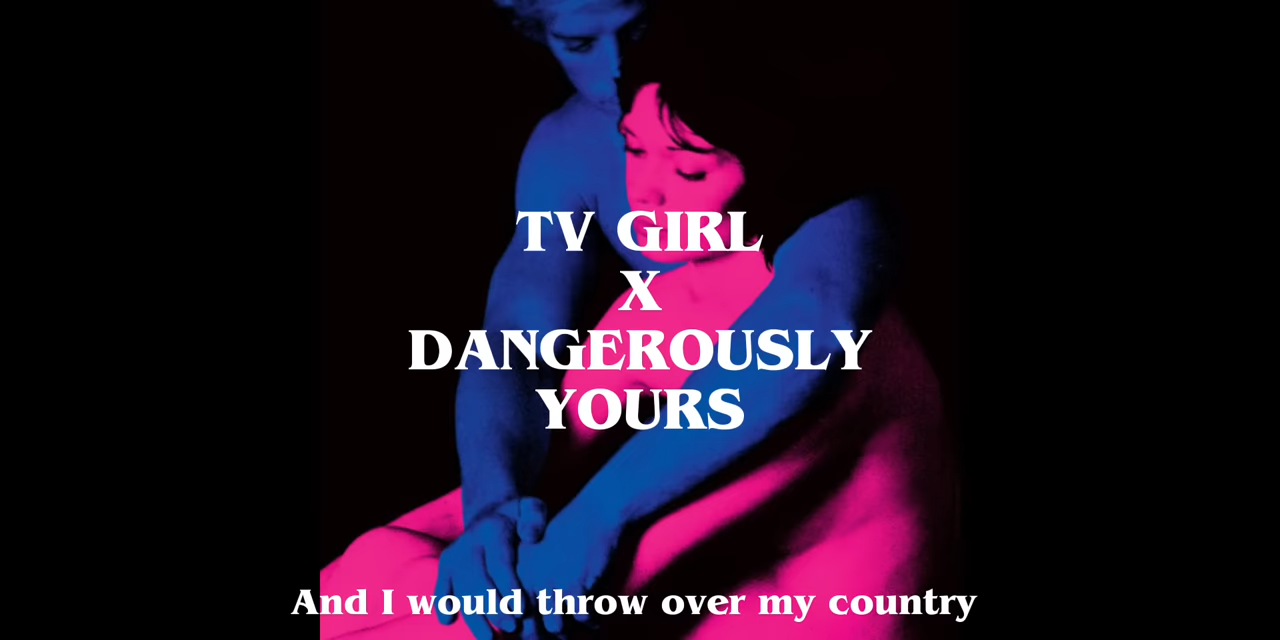 TV GIRL
X
DANGEROUSLY
YOURS
And I would throw over my country